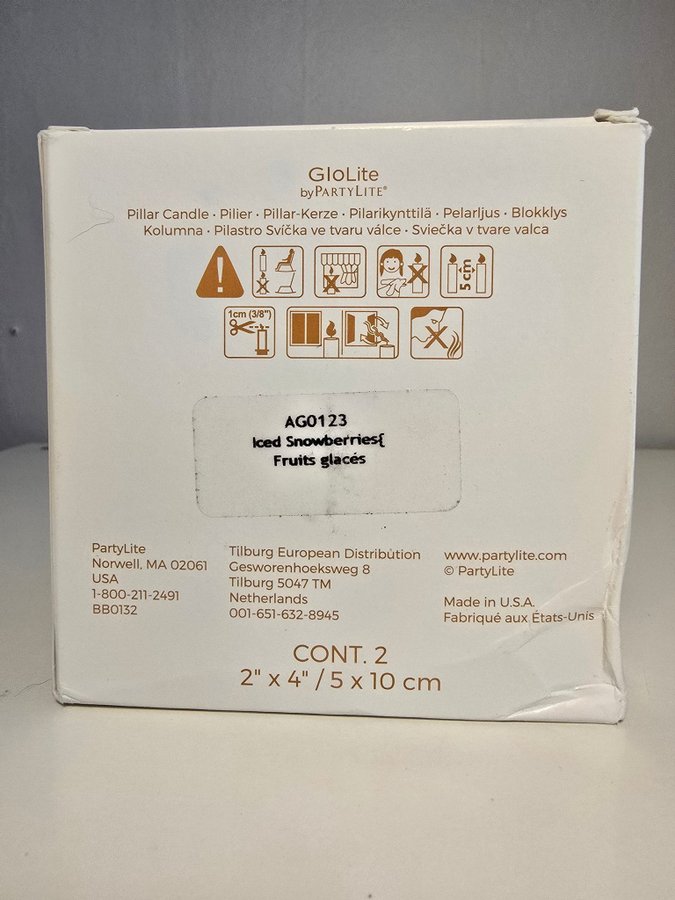 GloLite
by PARTYLITE®
Pillar Candle · Pilier · Pillar-Kerze · Pilarikynttilä · Pelarljus · Blokklys
Kolumna · Pilastro Svíčka ve tvaru válce · Sviečka v tvare valca
5 cm
1cm (3/8")
AG0123
Iced Snowberries{
Fruits glacés
PartyLite
Norwell, MA 02061
USA
1-800-211-2491
BB0132
Tilburg European Distribution
Gesworenhoeksweg 8
Tilburg 5047 TM
Netherlands
001-651-632-8945
www.partylite.com
© PartyLite
Made in U.S.A.
Fabriqué aux États-Unis
CONT. 2
2" x 4" / 5 x 10 cm